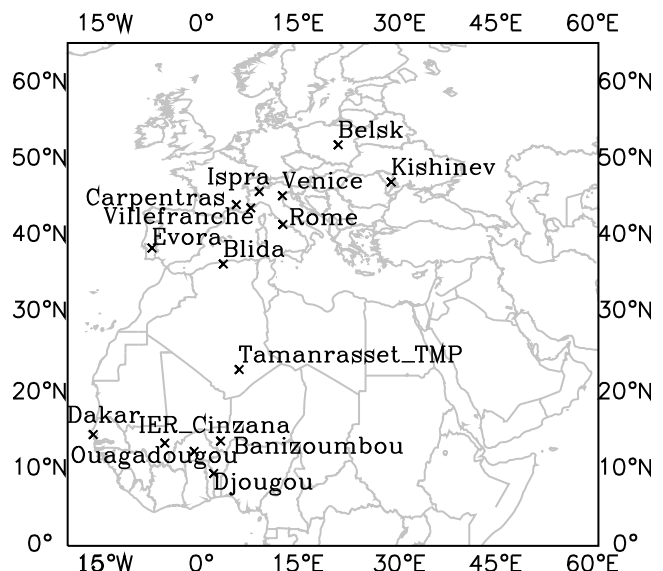 15°W 0° 15°E 30°E 45°E 60°E
60°N 60°N
Belsk
50°N 50°N
Kishinev
Ispra Venice
Carpentras
Villefranche Rome
40°N 40°N
Evora
Blida
30°N 30°N
Tamanrasset_TMP
20°N 20°N
Dakar IER_Cinzana
Banizoumbou
Ouagadougou
10°N 10°N
Djougou
0° 0°
15°W 0° 15°E 30°E 45°E 60°E